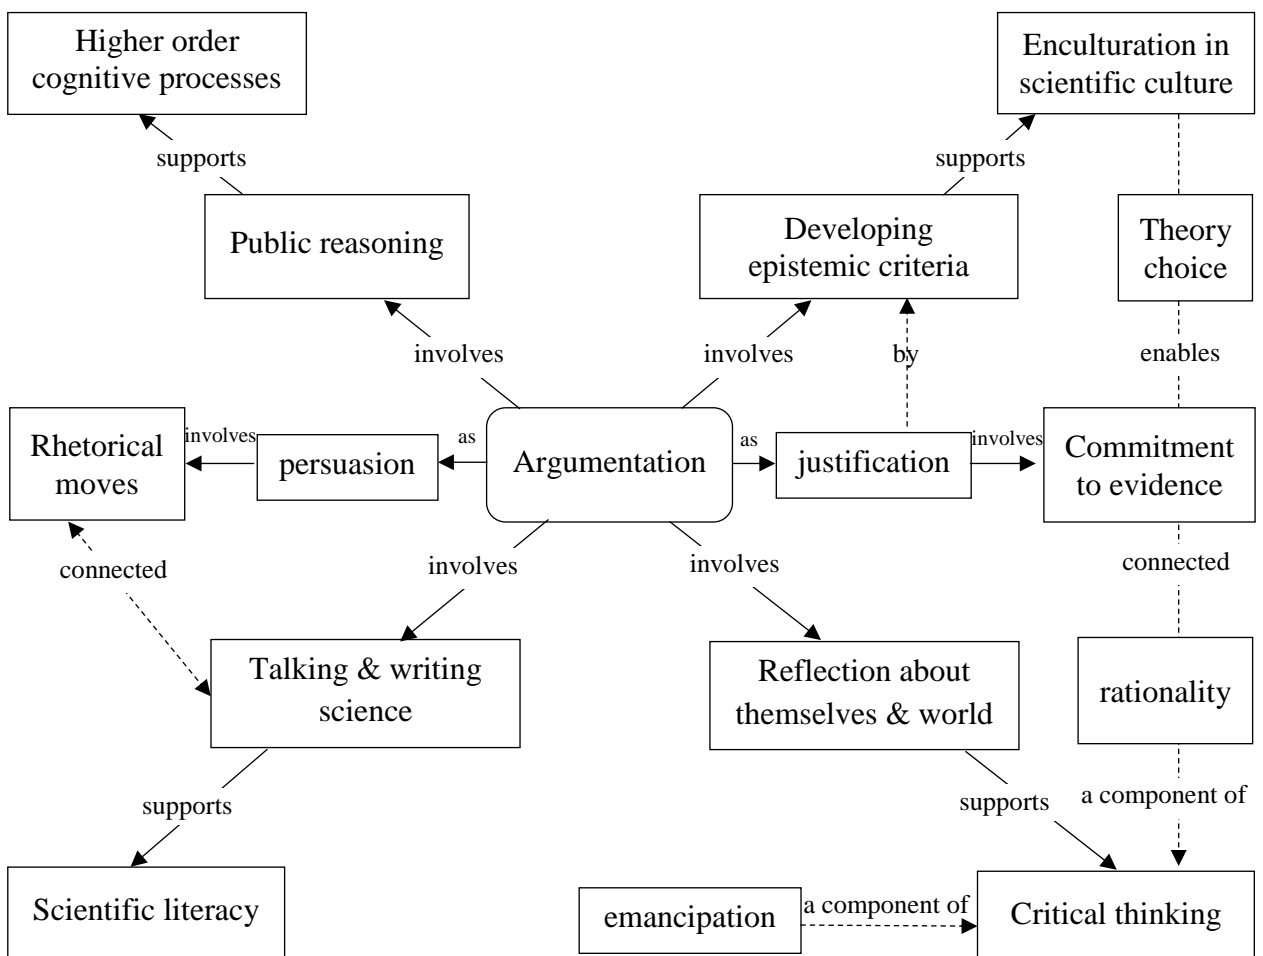 Higher order
cognitive processes
Enculturation in
scientific culture
supports
supports
Public reasoning
Developing
epistemic criteria
Theory
choice
involves
involves
by
enables
Rhetorical
moves
involves
persuasion
as
Argumentation
as
justification
involves
Commitment
to evidence
connected
involves
involves
connected
Talking & writing
science
Reflection about
themselves & world
rationality
supports
supports
a component of
Scientific literacy
emancipation
a component of
Critical thinking